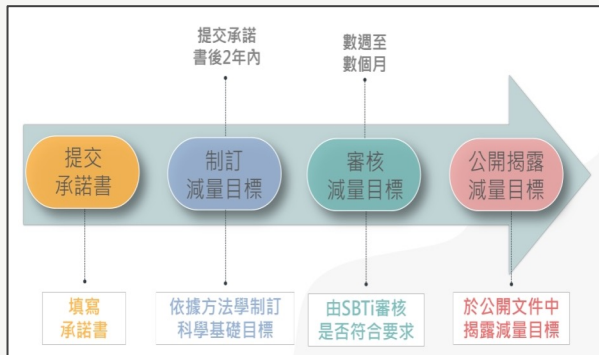 提交承諾
書後2年內
數週至
數個月
提交
承諾書
制訂
減量目標
審核
減量目標
公開揭露
減量目標
填寫
承諾書
依據方法學制訂
科學基礎目標
由SBTi審核
是否符合要求
於公開文件中
揭露減量目標